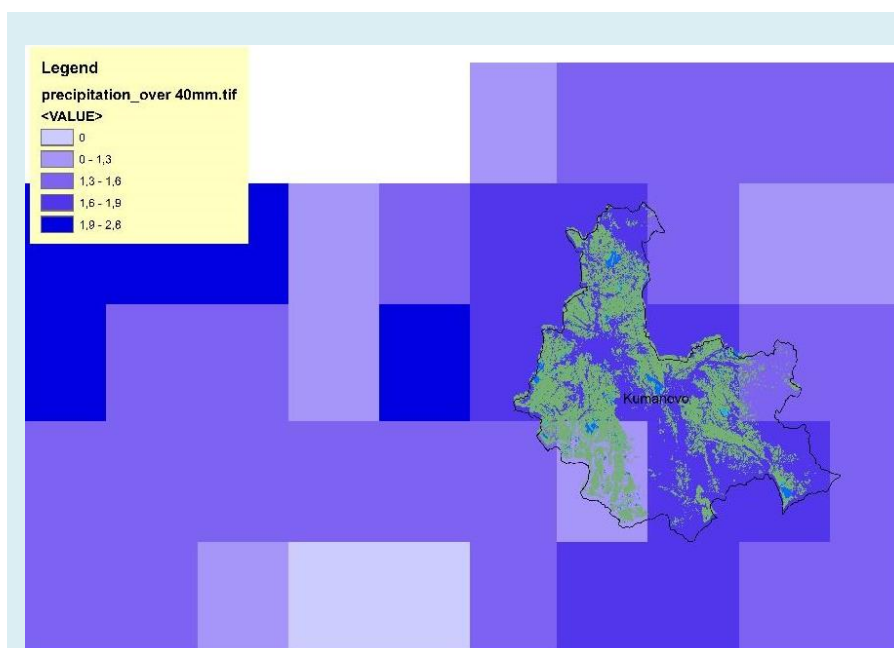 Legend
precipitation_over 40mm.tif
<VALUE>
0
0 - 1,3
1,3 - 1,6
1,6 - 1,9
1,9 - 2,6
Kumanovo